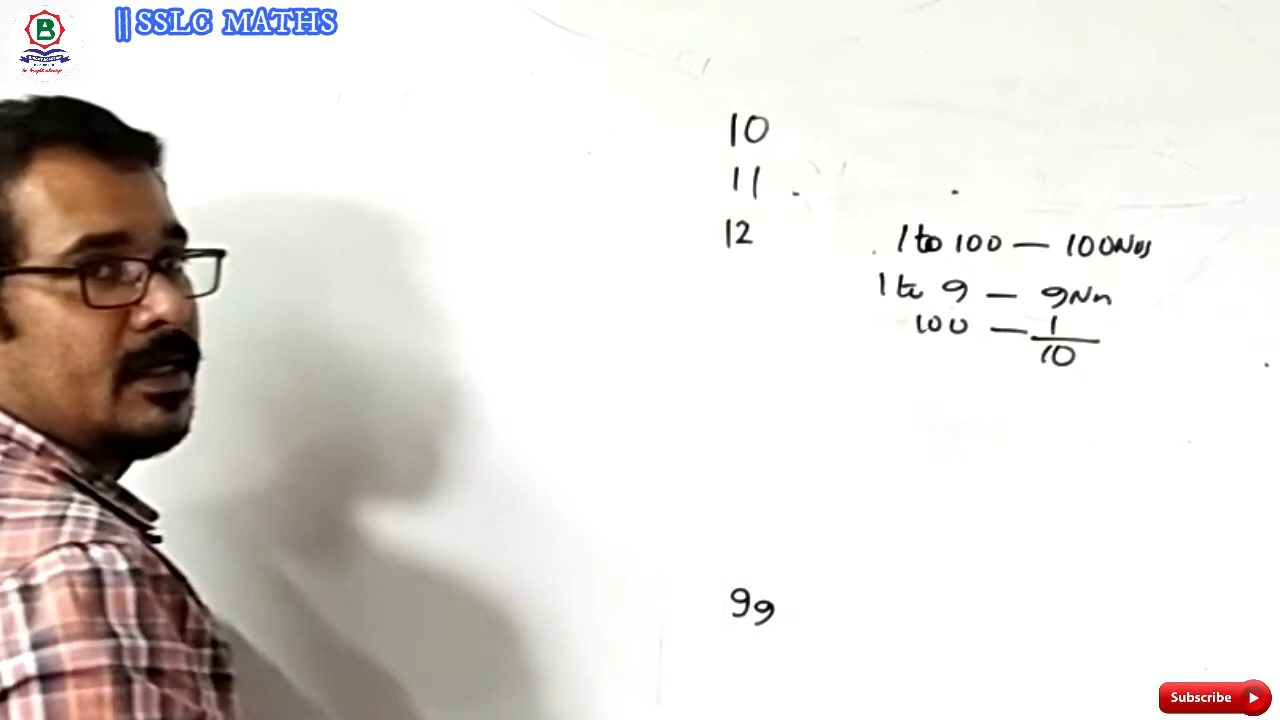 || SSLC MATHS
B
10
11
12
1 to 100 — 100 Nos
1 to 9 — 9 Nos
100 — 1
10
99
Subscribe